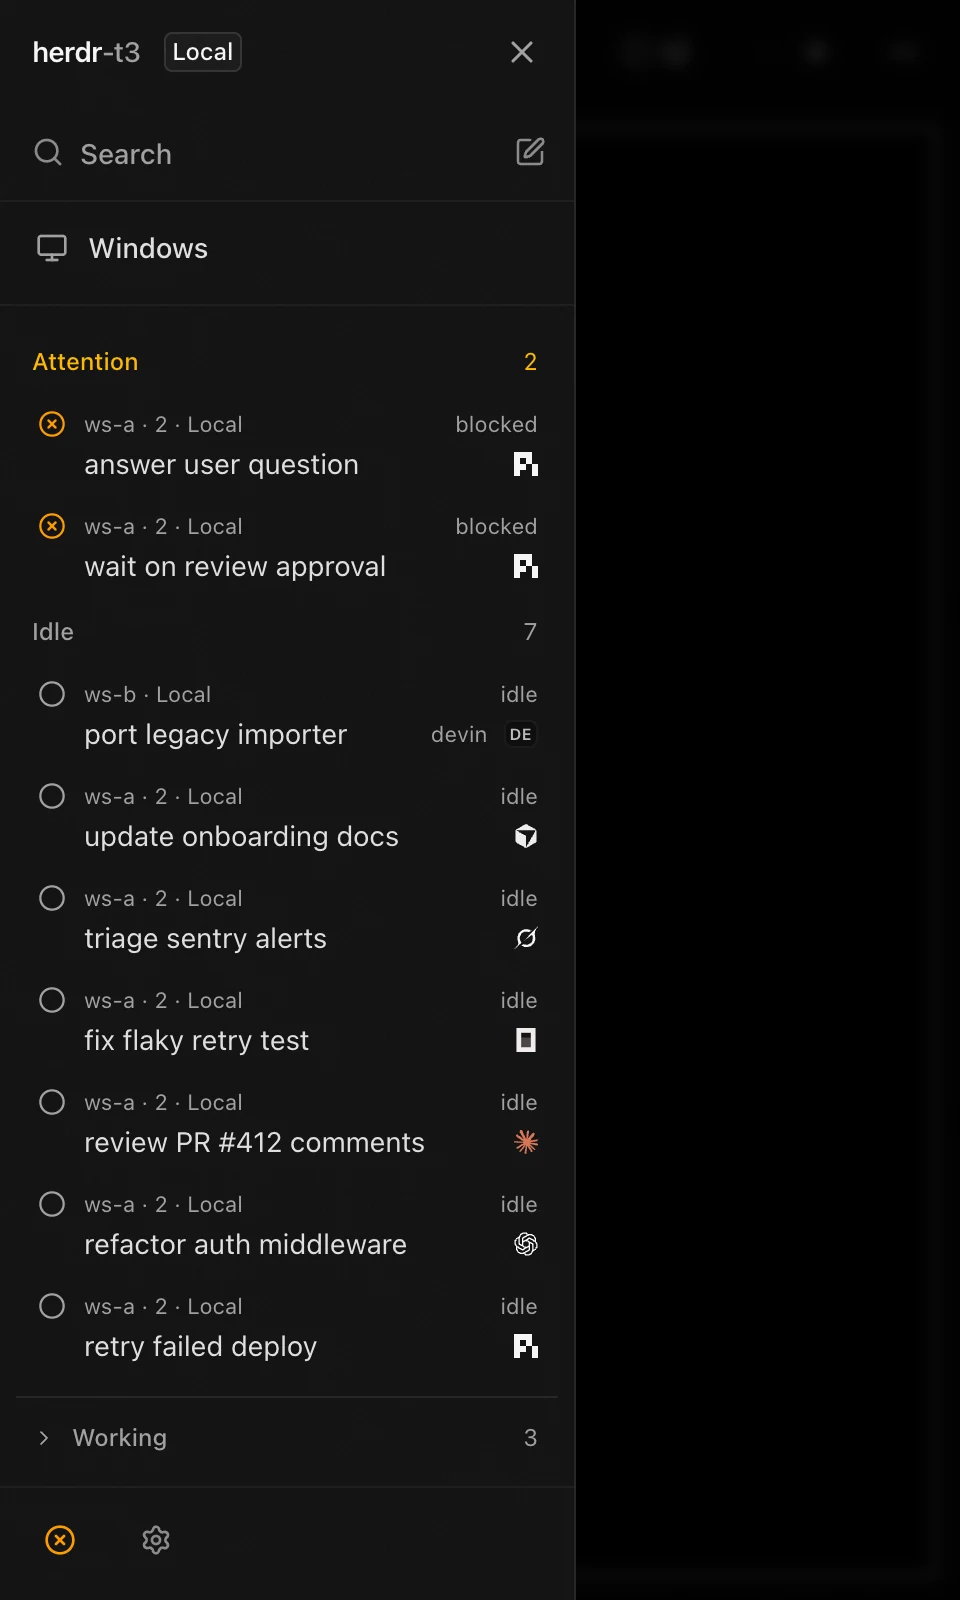 herdr-t3 Local
Search
Windows
Attention 2
ws-a · 2 · Local blocked
answer user question
ws-a · 2 · Local blocked
wait on review approval
Idle 7
ws-b · Local idle
port legacy importer devin DE
ws-a · 2 · Local idle
update onboarding docs
ws-a · 2 · Local idle
triage sentry alerts
ws-a · 2 · Local idle
fix flaky retry test
ws-a · 2 · Local idle
review PR #412 comments
ws-a · 2 · Local idle
refactor auth middleware
ws-a · 2 · Local idle
retry failed deploy
Working 3